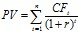 PV = \sum_{t=1}^{n} \frac{CF_t}{(1+r)^t}